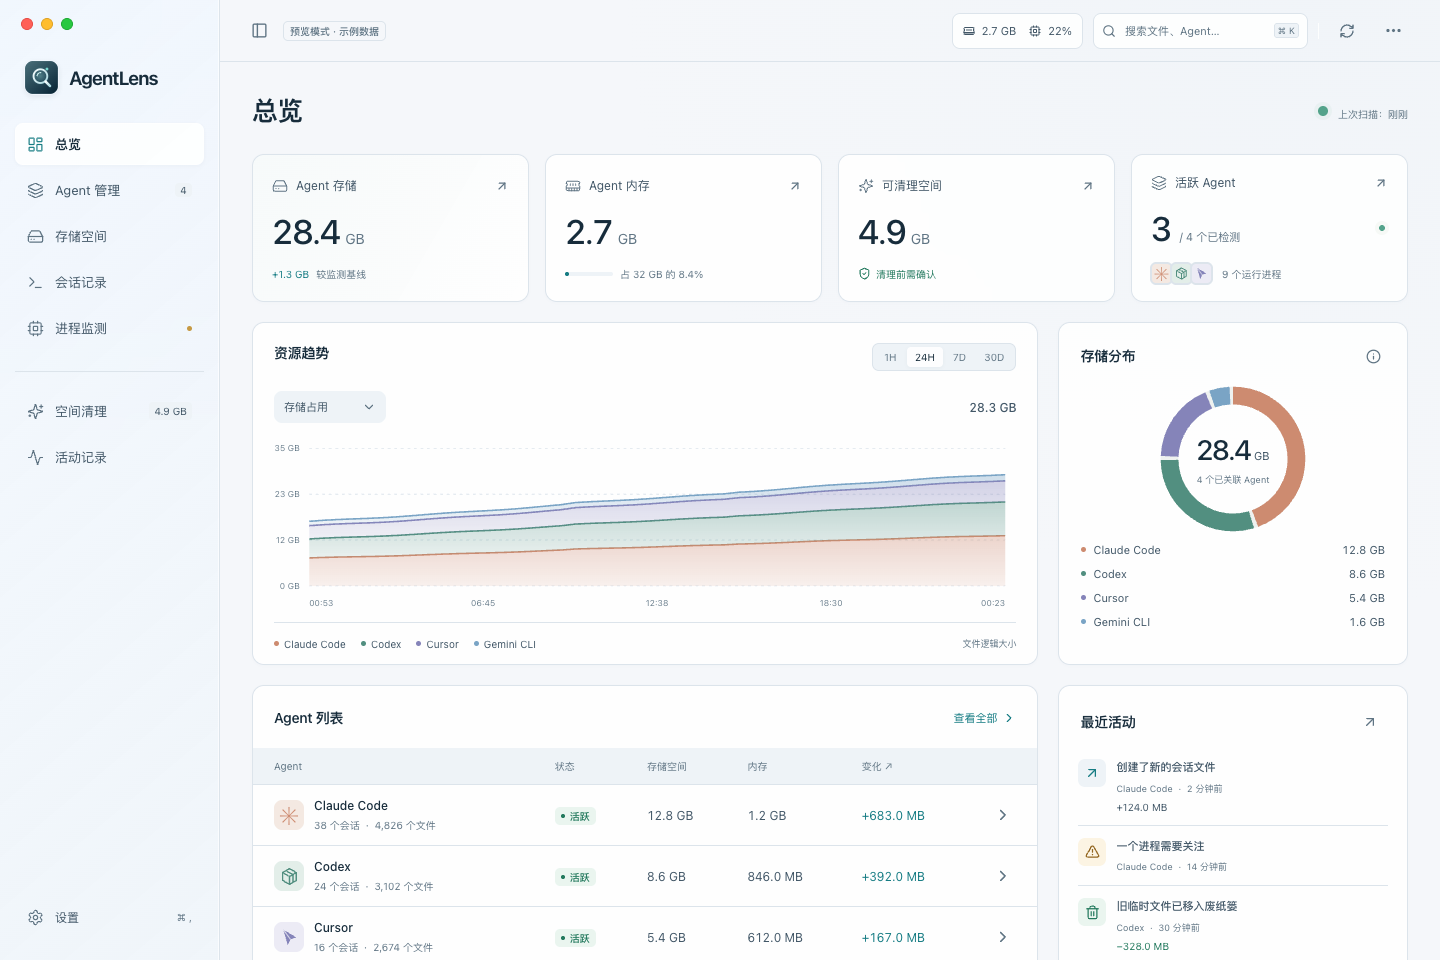 预览模式 · 示例数据
2.7 GB
22%
搜索文件、Agent...
⌘ K
AgentLens
总览
Agent 管理
4
存储空间
会话记录
进程监测
空间清理
4.9 GB
活动记录
设置
⌘ ,
总览
上次扫描：刚刚
Agent 存储
28.4 GB
+1.3 GB 较监测基线
Agent 内存
2.7 GB
占 32 GB 的 8.4%
可清理空间
4.9 GB
清理前需确认
活跃 Agent
3 / 4 个已检测
9 个运行进程
资源趋势
1H
24H
7D
30D
存储占用
28.3 GB
35 GB
23 GB
12 GB
0 GB
00:53
06:45
12:38
18:30
00:23
Claude Code
Codex
Cursor
Gemini CLI
文件逻辑大小
存储分布
28.4 GB
4 个已关联 Agent
Claude Code 12.8 GB
Codex 8.6 GB
Cursor 5.4 GB
Gemini CLI 1.6 GB
Agent 列表
查看全部
Agent 状态 存储空间 内存 变化 ↗
Claude Code
38 个会话 · 4,826 个文件
活跃
12.8 GB
1.2 GB
+683.0 MB
Codex
24 个会话 · 3,102 个文件
活跃
8.6 GB
846.0 MB
+392.0 MB
Cursor
16 个会话 · 2,674 个文件
活跃
5.4 GB
612.0 MB
+167.0 MB
最近活动
创建了新的会话文件
Claude Code · 2 分钟前
+124.0 MB
一个进程需要关注
Claude Code · 14 分钟前
旧临时文件已移入废纸篓
Codex · 30 分钟前
−328.0 MB